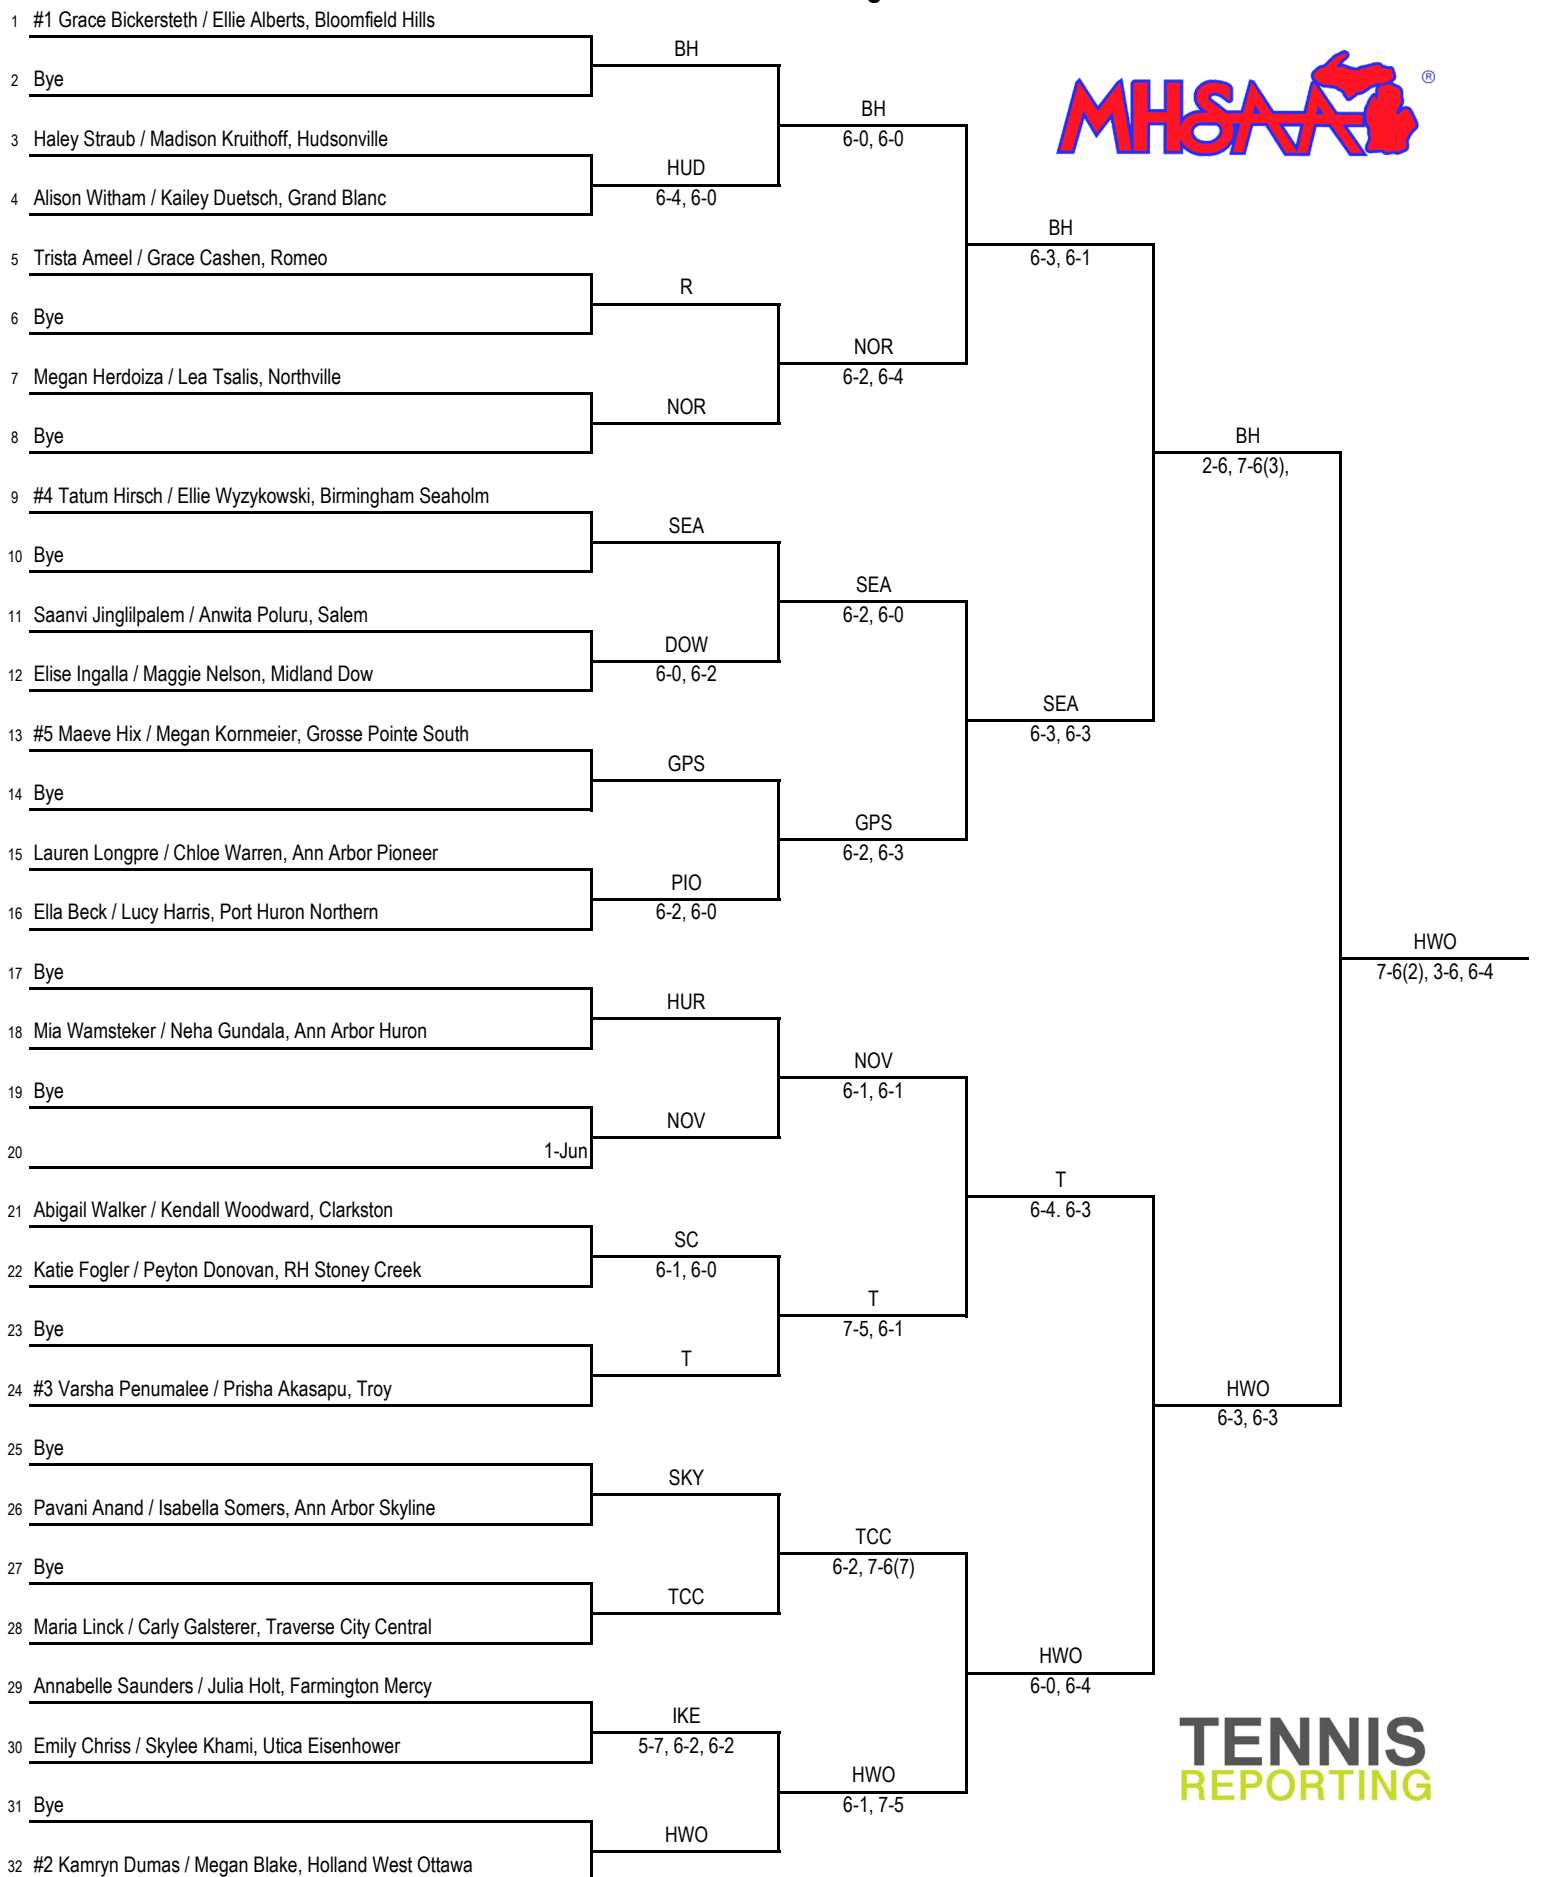 1 #1 Grace Bickersteth / Ellie Alberts, Bloomfield Hills
BH
2 Bye
BH
6-0, 6-0
3 Haley Straub / Madison Kruithoff, Hudsonville
HUD
6-4, 6-0
4 Alison Witham / Kailey Duetsch, Grand Blanc
BH
6-3, 6-1
5 Trista Ameel / Grace Cashen, Romeo
R
6 Bye
NOR
6-2, 6-4
7 Megan Herdoiza / Lea Tsalis, Northville
NOR
8 Bye
BH
2-6, 7-6(3),
9 #4 Tatum Hirsch / Ellie Wyzykowski, Birmingham Seaholm
SEA
10 Bye
SEA
6-2, 6-0
11 Saanvi Jinglilpalem / Anwita Poluru, Salem
DOW
6-0, 6-2
12 Elise Ingalla / Maggie Nelson, Midland Dow
SEA
6-3, 6-3
13 #5 Maeve Hix / Megan Kornmeier, Grosse Pointe South
GPS
14 Bye
GPS
6-2, 6-3
15 Lauren Longpre / Chloe Warren, Ann Arbor Pioneer
PIO
6-2, 6-0
16 Ella Beck / Lucy Harris, Port Huron Northern
HWO
7-6(2), 3-6, 6-4
17 Bye
HUR
18 Mia Wamsteker / Neha Gundala, Ann Arbor Huron
NOV
6-1, 6-1
19 Bye
NOV
20 1-Jun
T
6-4. 6-3
21 Abigail Walker / Kendall Woodward, Clarkston
SC
6-1, 6-0
22 Katie Fogler / Peyton Donovan, RH Stoney Creek
T
7-5, 6-1
23 Bye
T
24 #3 Varsha Penumalee / Prisha Akasapu, Troy
HWO
6-3, 6-3
25 Bye
SKY
26 Pavani Anand / Isabella Somers, Ann Arbor Skyline
TCC
6-2, 7-6(7)
27 Bye
TCC
28 Maria Linck / Carly Galsterer, Traverse City Central
HWO
6-0, 6-4
29 Annabelle Saunders / Julia Holt, Farmington Mercy
IKE
5-7, 6-2, 6-2
30 Emily Chriss / Skylee Khami, Utica Eisenhower
HWO
6-1, 7-5
31 Bye
HWO
32 #2 Kamryn Dumas / Megan Blake, Holland West Ottawa
MHSAA ®
TENNIS
REPORTING